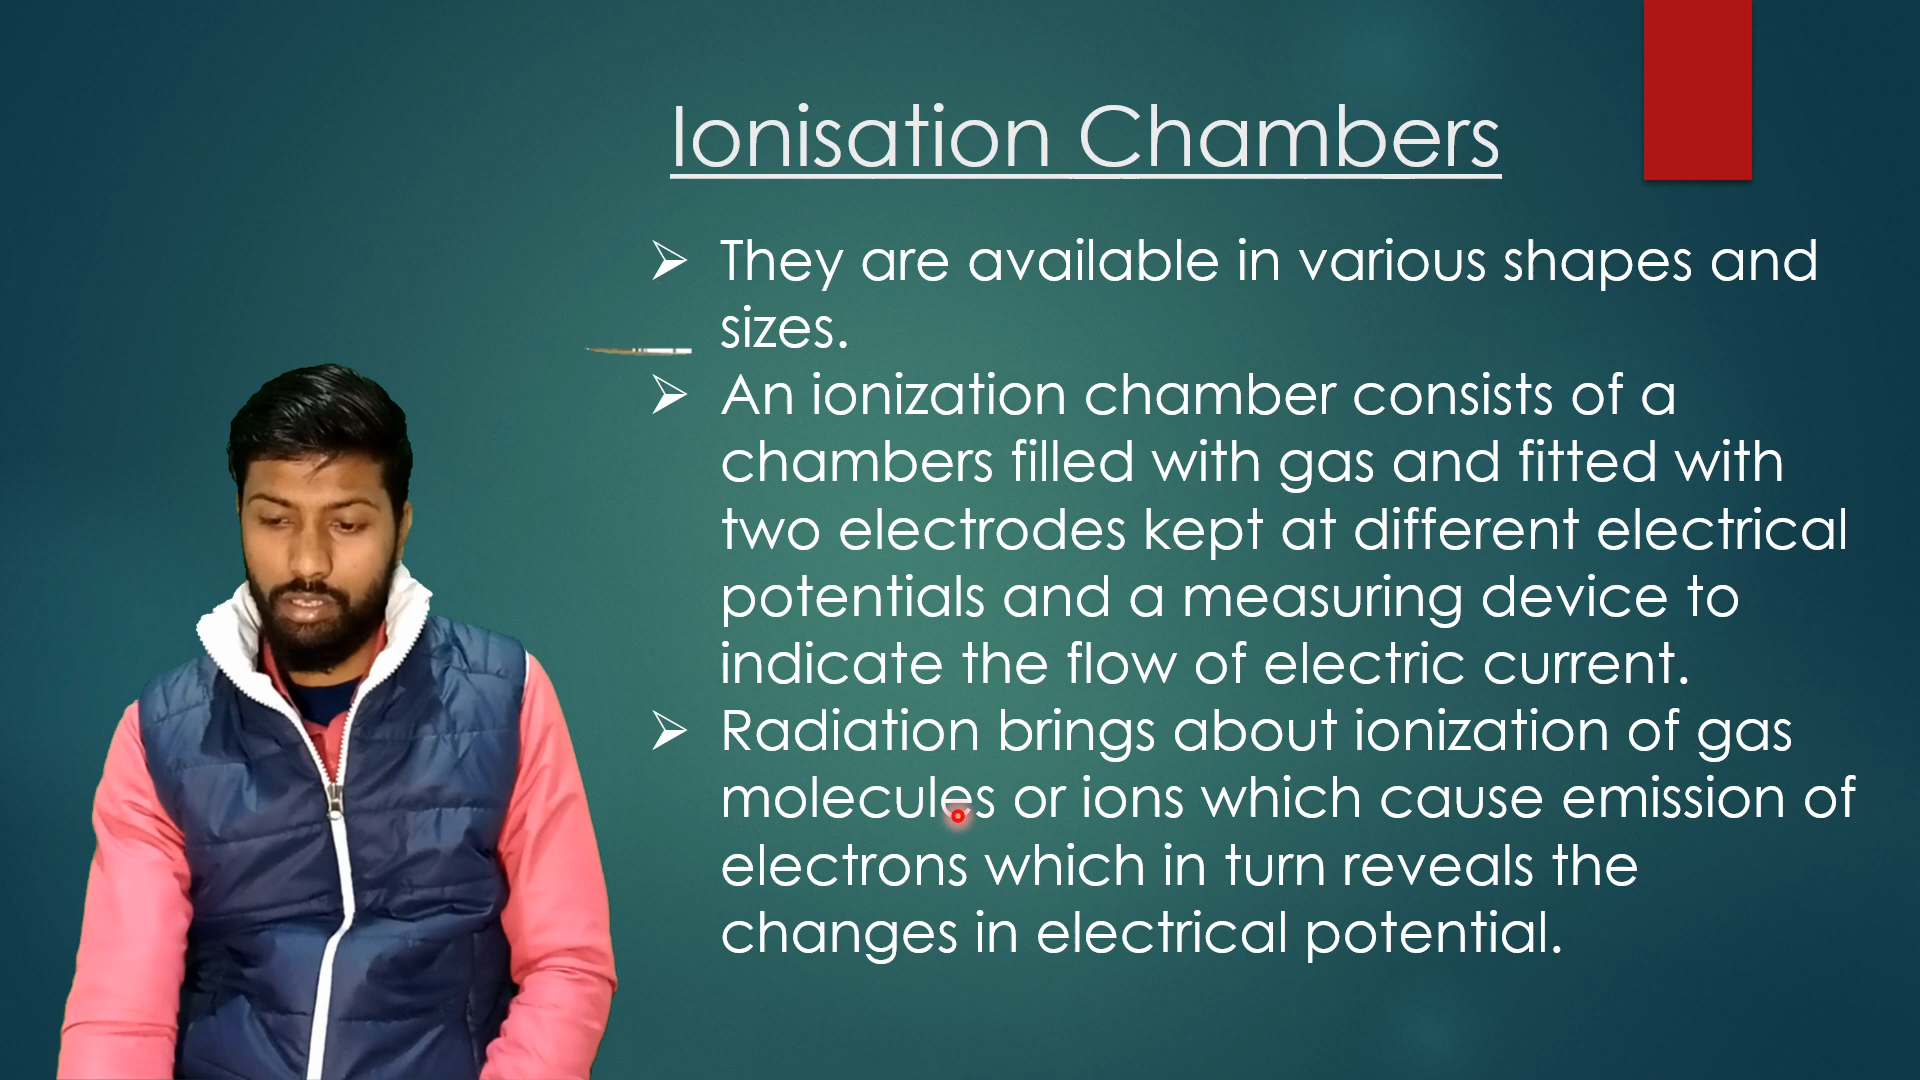 Ionisation Chambers
They are available in various shapes and
sizes.
An ionization chamber consists of a
chambers filled with gas and fitted with
two electrodes kept at different electrical
potentials and a measuring device to
indicate the flow of electric current.
Radiation brings about ionization of gas
molecules or ions which cause emission of
electrons which in turn reveals the
changes in electrical potential.